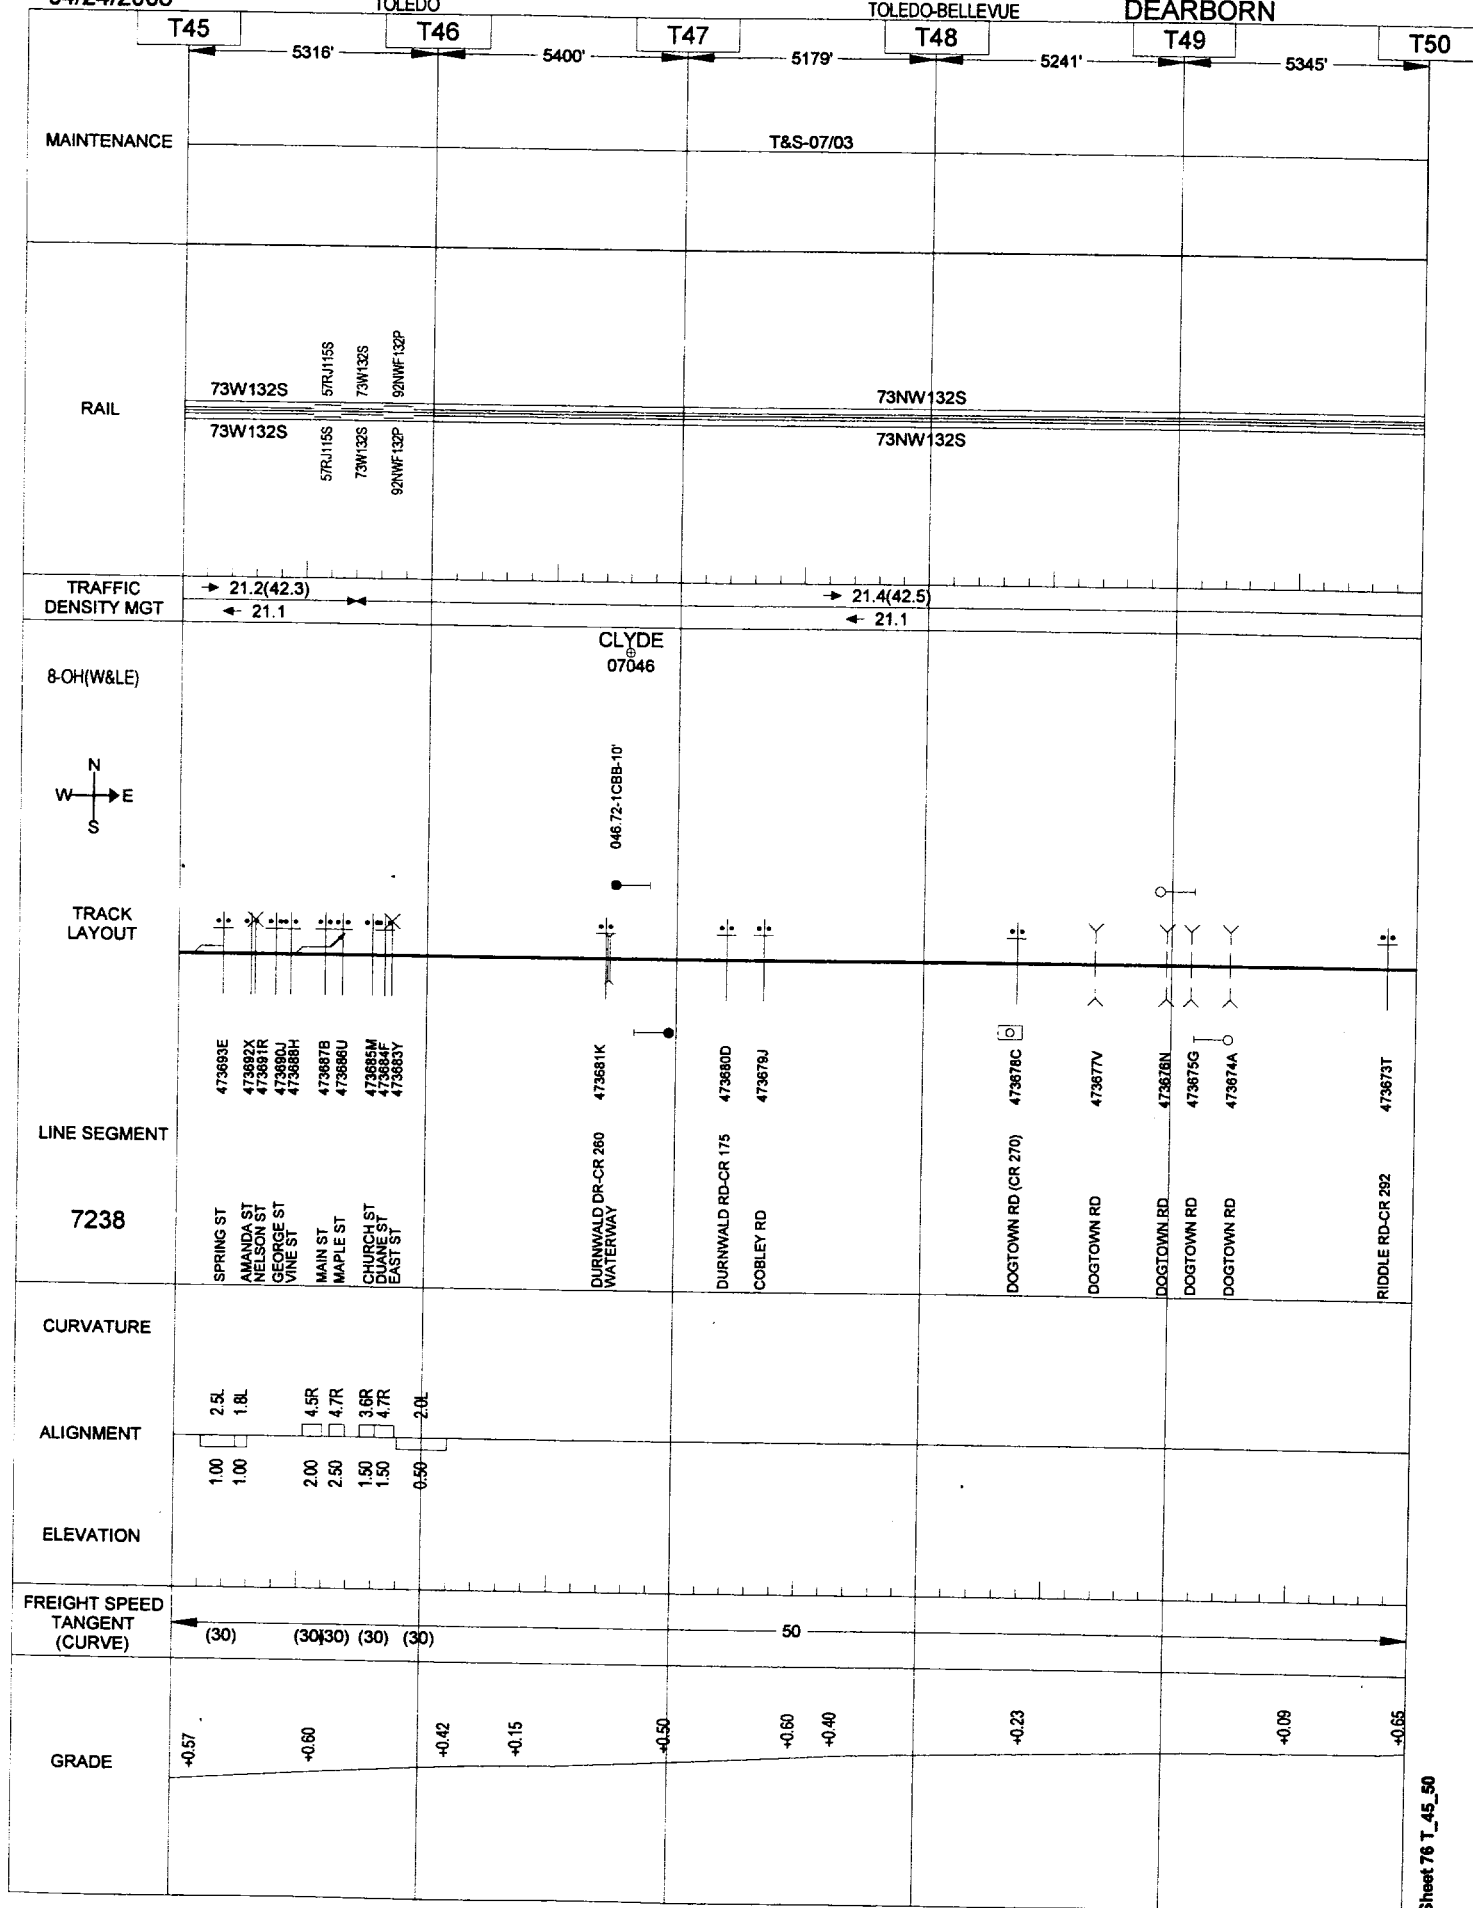 TOLEDO
TOLEDO-BELLEVUE
DEARBORN
T45
T46
T47
T48
T49
T50
5316'
5400'
5179'
5241'
5345'
MAINTENANCE
T&S-07/03
RAIL
73W132S
57RJ115S
73W132S
92NWF132P
73NW132S
73W132S
57RJ115S
73W132S
92NWF132P
73NW132S
TRAFFIC
DENSITY MGT
21.2(42.3)
21.1
21.4(42.5)
21.1
CLYDE
07046
8-OH(W&LE)
N
W E
S
046.72-1CBB-10'
TRACK
LAYOUT
473693E
473692X
473691R
473690J
473688H
473687B
473686U
473685M
473684F
473683Y
473681K
473680D
473679J
473678C
473677V
473676N
473675G
473674A
473673T
LINE SEGMENT
7238
SPRING ST
AMANDA ST
NELSON ST
GEORGE ST
VINE ST
MAIN ST
MAPLE ST
CHURCH ST
DUANE ST
EAST ST
DURNWALD DR-CR 260
WATERWAY
DURNWALD RD-CR 175
COBLEY RD
DOGTOWN RD (CR 270)
DOGTOWN RD
DOGTOWN RD
DOGTOWN RD
DOGTOWN RD
RIDDLE RD-CR 292
CURVATURE
2.5L
1.8L
4.5R
4.7R
3.6R
4.7R
2.0L
ALIGNMENT
1.00
1.00
2.00
2.50
1.50
1.50
0.50
ELEVATION
FREIGHT SPEED
TANGENT
(CURVE)
(30)
(30)
(30)
(30)
(30)
50
GRADE
+0.57
+0.60
+0.42
+0.15
+0.50
+0.60
+0.40
+0.23
+0.09
+0.65
Sheet 76 T_45_50